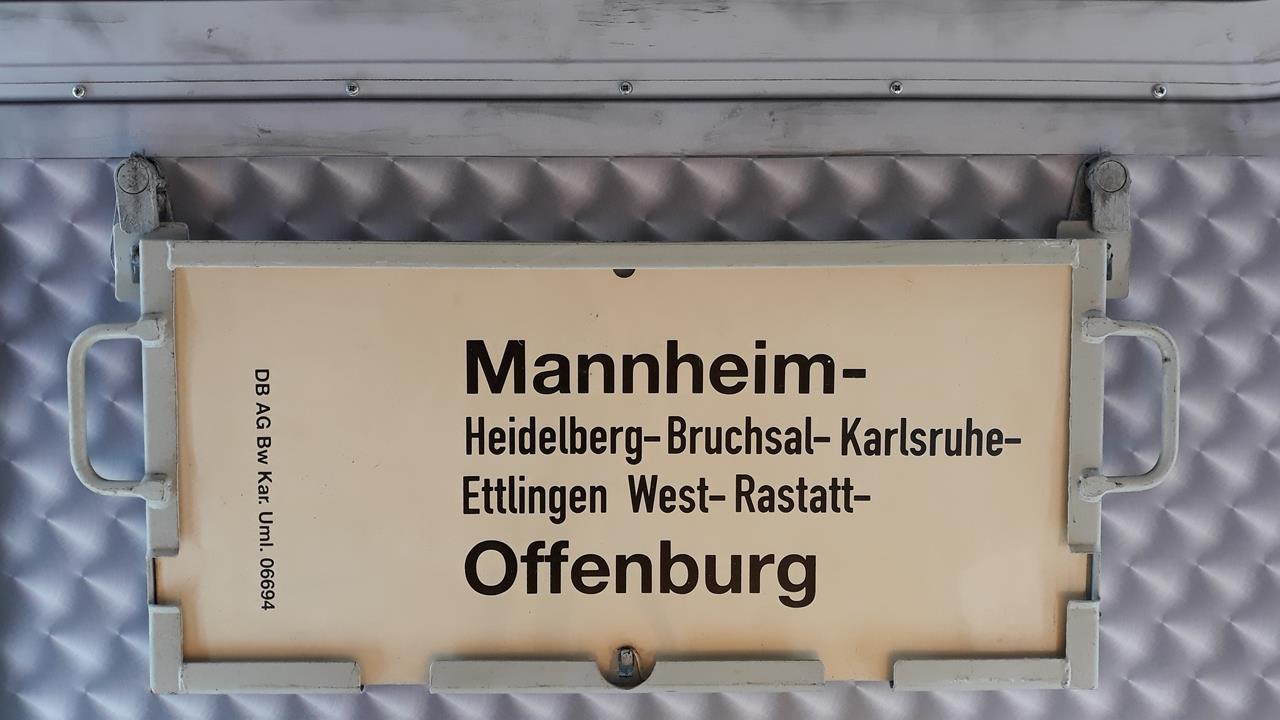 DB AG Bw Kar. Uml. 06694
Mannheim-
Heidelberg- Bruchsal- Karlsruhe-
Ettlingen West- Rastatt-
Offenburg